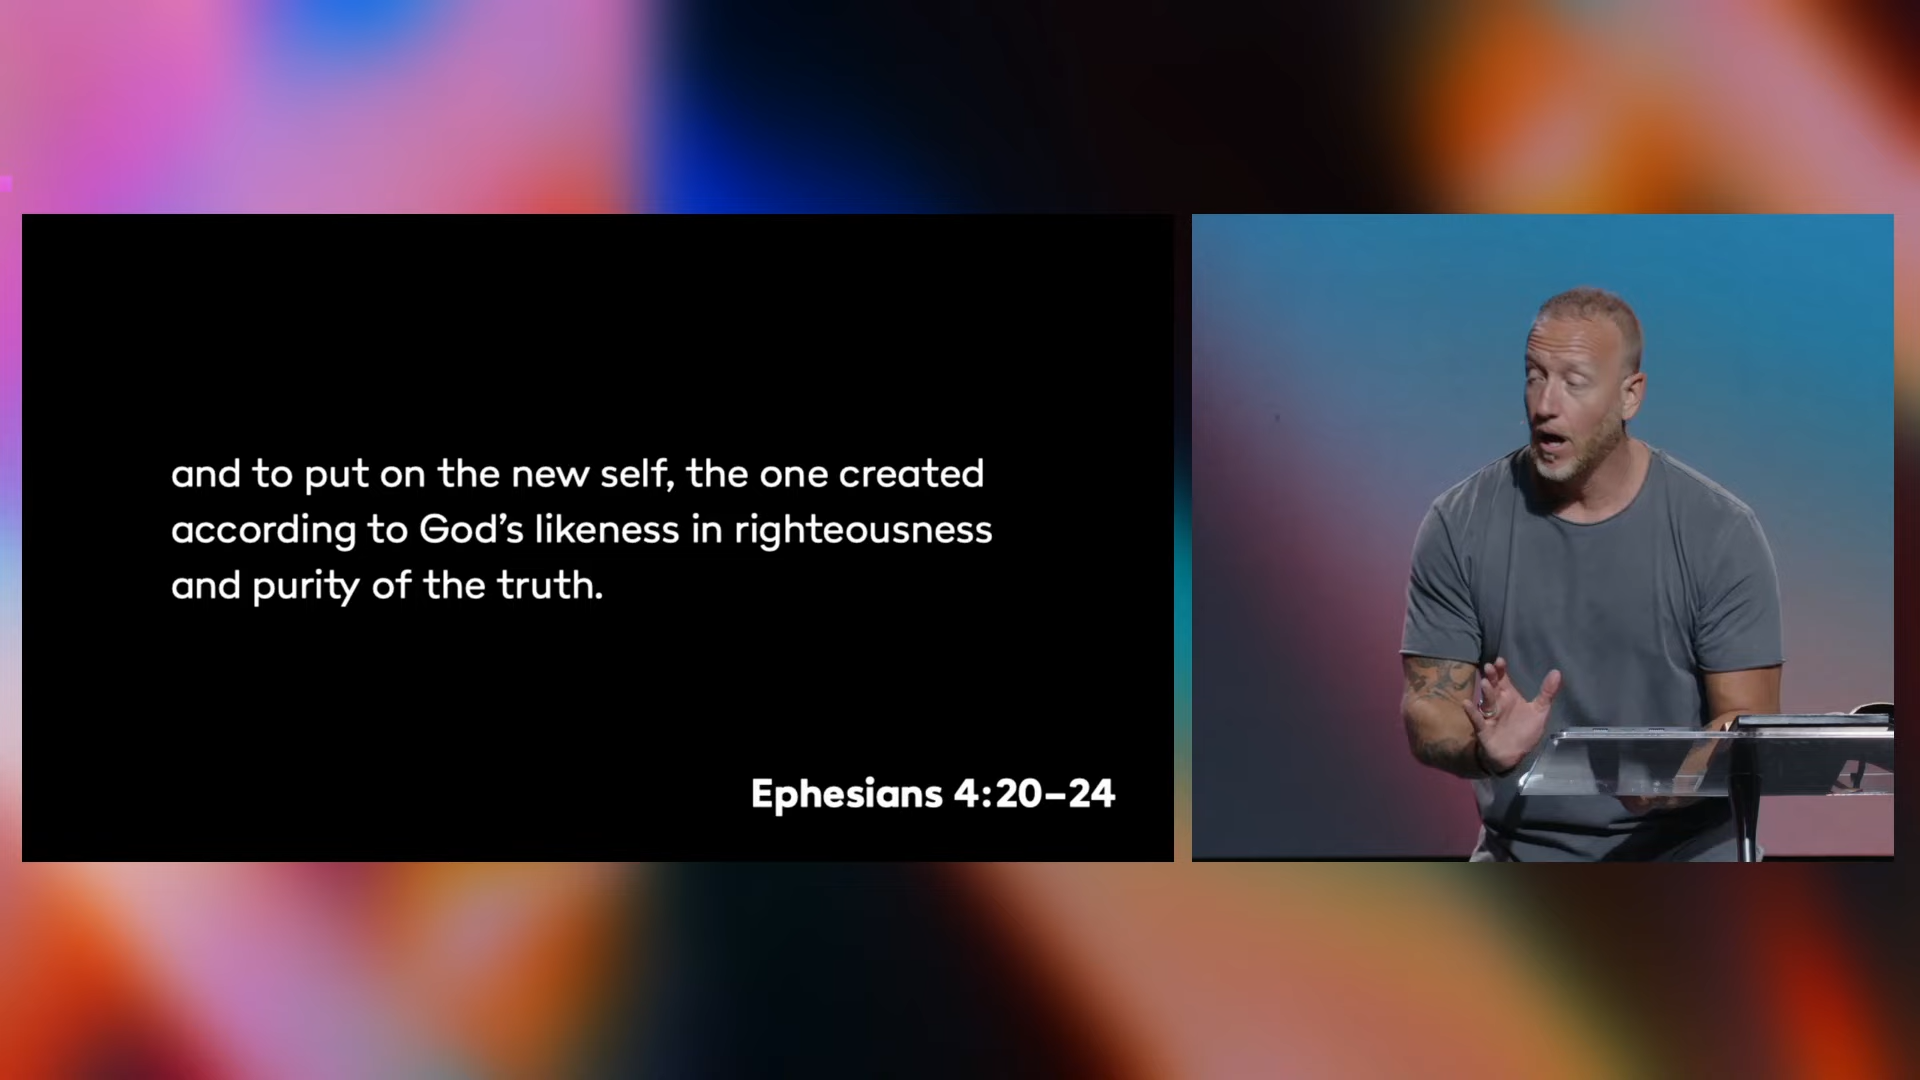 and to put on the new self, the one created
according to God’s likeness in righteousness
and purity of the truth.
Ephesians 4:20–24